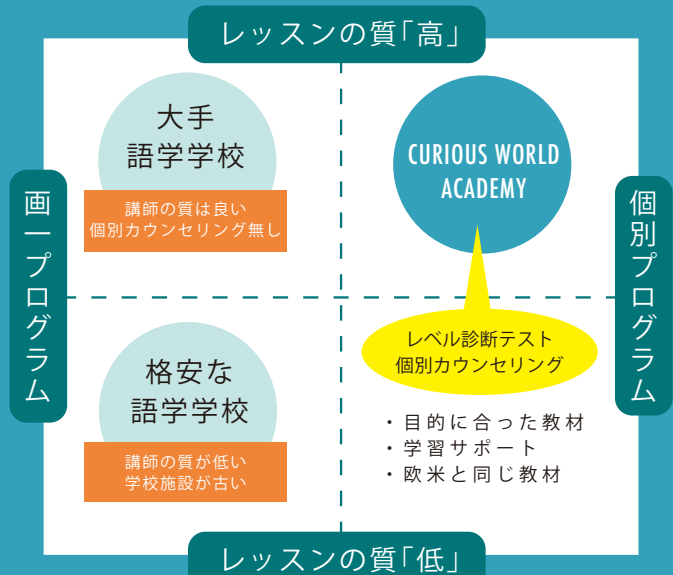 レッスンの質「高」
大手
語学学校
講師の質は良い
個別カウンセリング無し
CURIOUS WORLD
ACADEMY
画一プログラム
個別プログラム
レベル診断テスト
個別カウンセリング
格安な
語学学校
講師の質が低い
学校施設が古い
・目的に合った教材
・学習サポート
・欧米と同じ教材
レッスンの質「低」